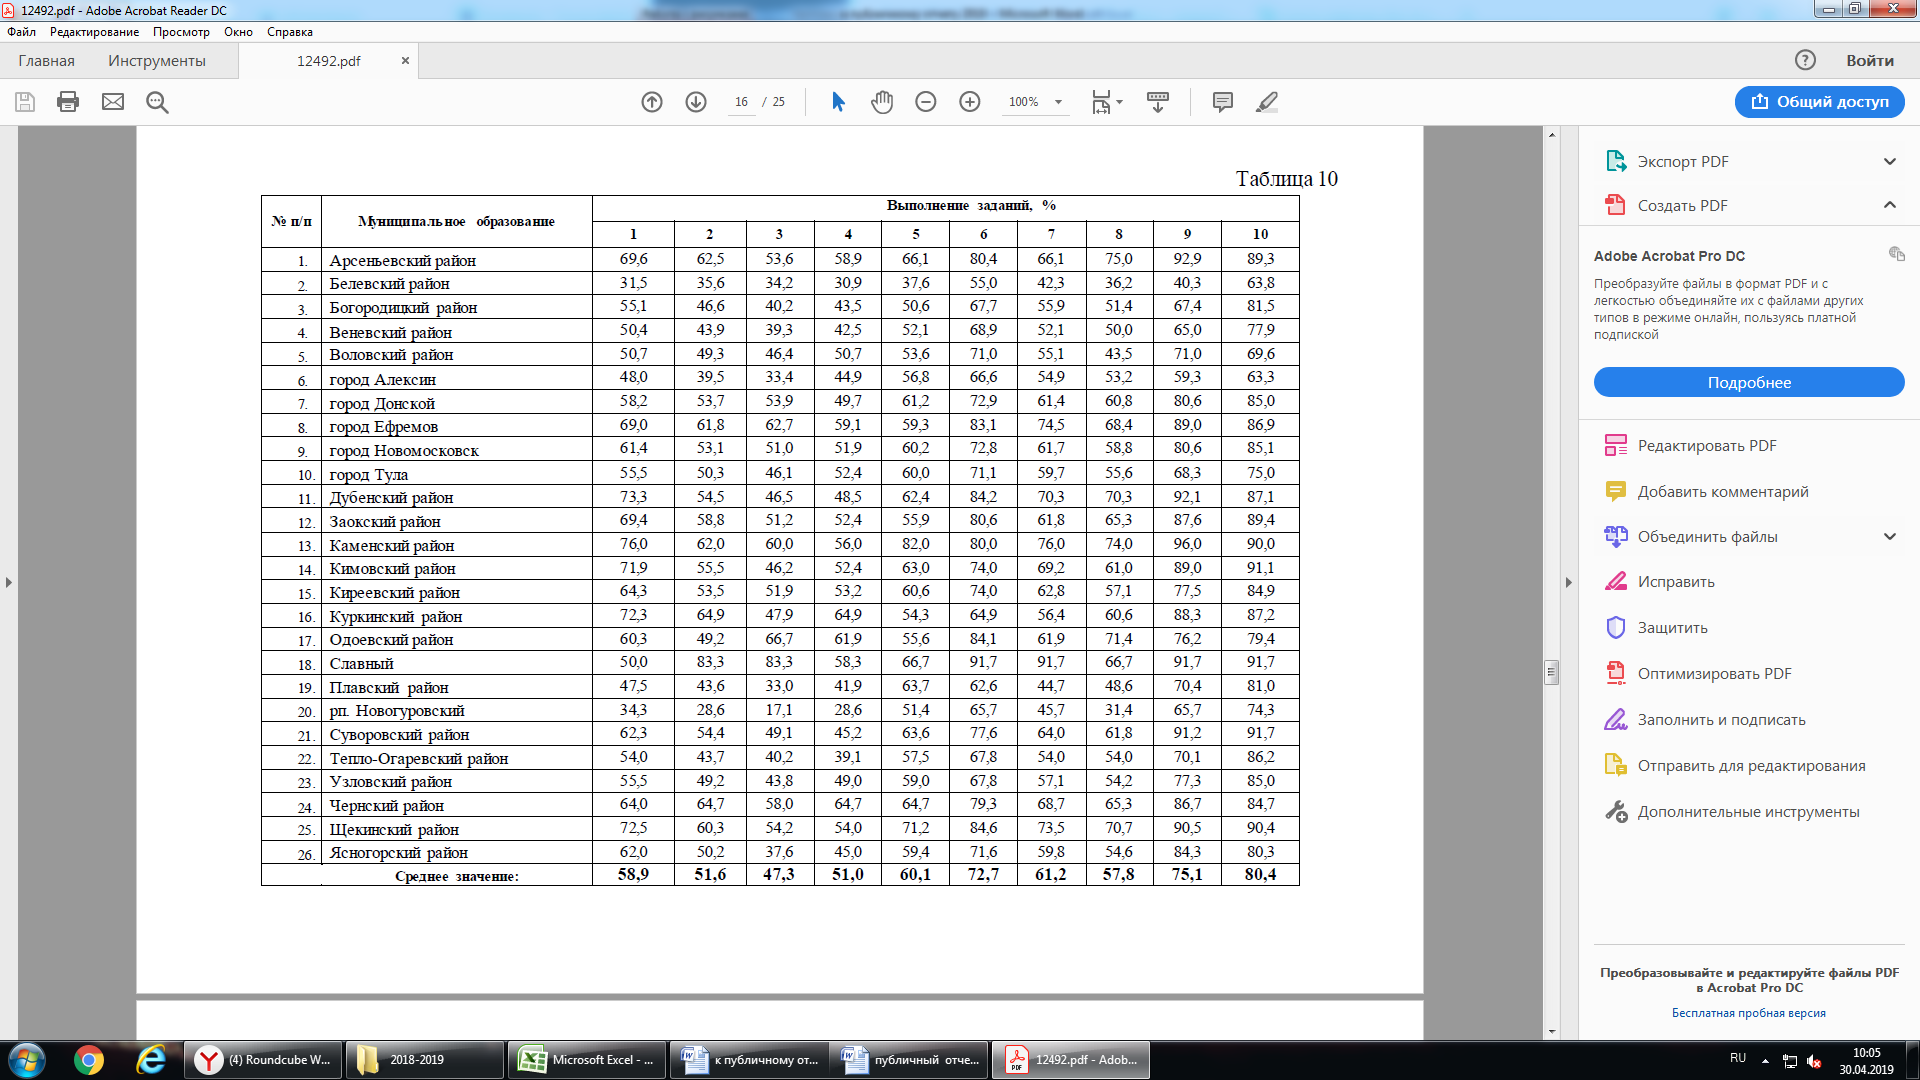 12492.pdf - Adobe Acrobat Reader DC
Файл Редактирование Просмотр Окно Справка
Главная Инструменты 12492.pdf × ? Войти
16 / 25 100% Общий доступ
Таблица 10
№ п/п Муниципальное образование Выполнение заданий, %
1 2 3 4 5 6 7 8 9 10
1. Арсеньевский район 69,6 62,5 53,6 58,9 66,1 80,4 66,1 75,0 92,9 89,3
2. Белевский район 31,5 35,6 34,2 30,9 37,6 55,0 42,3 36,2 40,3 63,8
3. Богородицкий район 55,1 46,6 40,2 43,5 50,6 67,7 55,9 51,4 67,4 81,5
4. Веневский район 50,4 43,9 39,3 42,5 52,1 68,9 52,1 50,0 65,0 77,9
5. Воловский район 50,7 49,3 46,4 50,7 53,6 71,0 55,1 43,5 71,0 69,6
6. город Алексин 48,0 39,5 33,4 44,9 56,8 66,6 54,9 53,2 59,3 63,3
7. город Донской 58,2 53,7 53,9 49,7 61,2 72,9 61,4 60,8 80,6 85,0
8. город Ефремов 69,0 61,8 62,7 59,1 59,3 83,1 74,5 68,4 89,0 86,9
9. город Новомосковск 61,4 53,1 51,0 51,9 60,2 72,8 61,7 58,8 80,6 85,1
10. город Тула 55,5 50,3 46,1 52,4 60,0 71,1 59,7 55,6 68,3 75,0
11. Дубенский район 73,3 54,5 46,5 48,5 62,4 84,2 70,3 70,3 92,1 87,1
12. Заокский район 69,4 58,8 51,2 52,4 55,9 80,6 61,8 65,3 87,6 89,4
13. Каменский район 76,0 62,0 60,0 56,0 82,0 80,0 76,0 74,0 96,0 90,0
14. Кимовский район 71,9 55,5 46,2 52,4 63,0 74,0 69,2 61,0 89,0 91,1
15. Киреевский район 64,3 53,5 51,9 53,2 60,6 74,0 62,8 57,1 77,5 84,9
16. Куркинский район 72,3 64,9 47,9 64,9 54,3 64,9 56,4 60,6 88,3 87,2
17. Одоевский район 60,3 49,2 66,7 61,9 55,6 84,1 61,9 71,4 76,2 79,4
18. Славный 50,0 83,3 83,3 58,3 66,7 91,7 91,7 66,7 91,7 91,7
19. Плавский район 47,5 43,6 33,0 41,9 63,7 62,6 44,7 48,6 70,4 81,0
20. рп. Новогуровский 34,3 28,6 17,1 28,6 51,4 65,7 45,7 31,4 65,7 74,3
21. Суворовский район 62,3 54,4 49,1 45,2 63,6 77,6 64,0 61,8 91,2 91,7
22. Тепло-Огаревский район 54,0 43,7 40,2 39,1 57,5 67,8 54,0 54,0 70,1 86,2
23. Узловский район 55,5 49,2 43,8 49,0 59,0 67,8 57,1 54,2 77,3 85,0
24. Чернский район 64,0 64,7 58,0 64,7 64,7 79,3 68,7 65,3 86,7 84,7
25. Щекинский район 72,5 60,3 54,2 54,0 71,2 84,6 73,5 70,7 90,5 90,4
26. Ясногорский район 62,0 50,2 37,6 45,0 59,4 71,6 59,8 54,6 84,3 80,3
Среднее значение: 58,9 51,6 47,3 51,0 60,1 72,7 61,2 57,8 75,1 80,4
Экспорт PDF
Создать PDF
Adobe Acrobat Pro DC
Преобразуйте файлы в формат PDF и с
легкостью объединяйте их с файлами других
типов в режиме онлайн, пользуясь платной
подпиской
Подробнее
Редактировать PDF
Добавить комментарий
Объединить файлы
Исправить
Защитить
Оптимизировать PDF
Заполнить и подписать
Отправить для редактирования
Дополнительные инструменты
Преобразовывайте и редактируйте файлы PDF
в Acrobat Pro DC
Бесплатная пробная версия
(4) Roundcube W... 2018-2019 Microsoft Excel - ... к публичному от... публичный отче... 12492.pdf - Adob... RU 10:05
30.04.2019